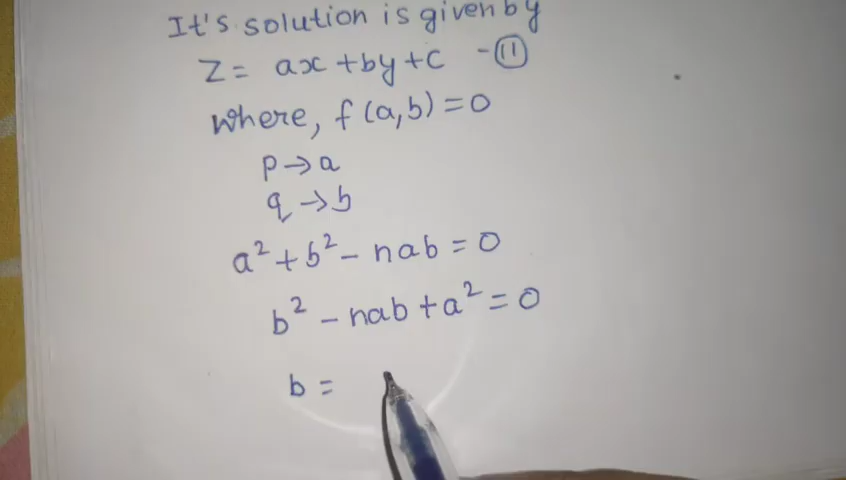 It's solution is given by
Z = ax + by + c - ⑪
where, f(a,b) = 0
p → a
q → b
a² + b² - nab = 0
b² - nab + a² = 0
b =